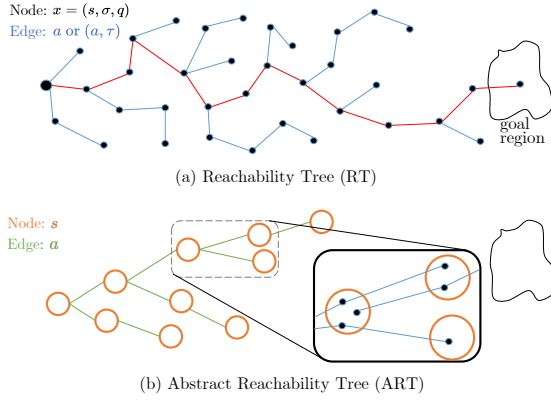 Node: x = (s, σ, q)
Edge: a or (a, τ)
goal
region
(a) Reachability Tree (RT)
Node: s
Edge: a
(b) Abstract Reachability Tree (ART)